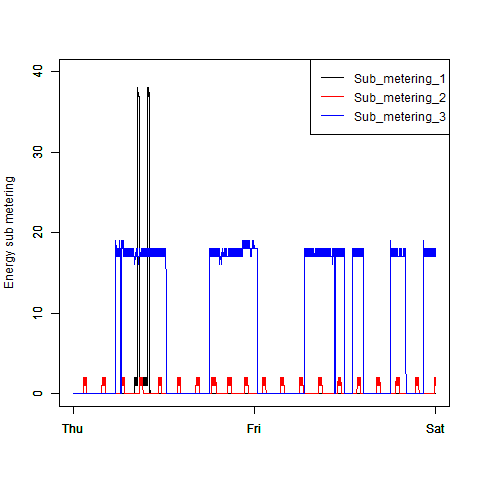 Sub_metering_1
Sub_metering_2
Sub_metering_3
Energy sub metering
40
30
20
10
0
Thu
Fri
Sat